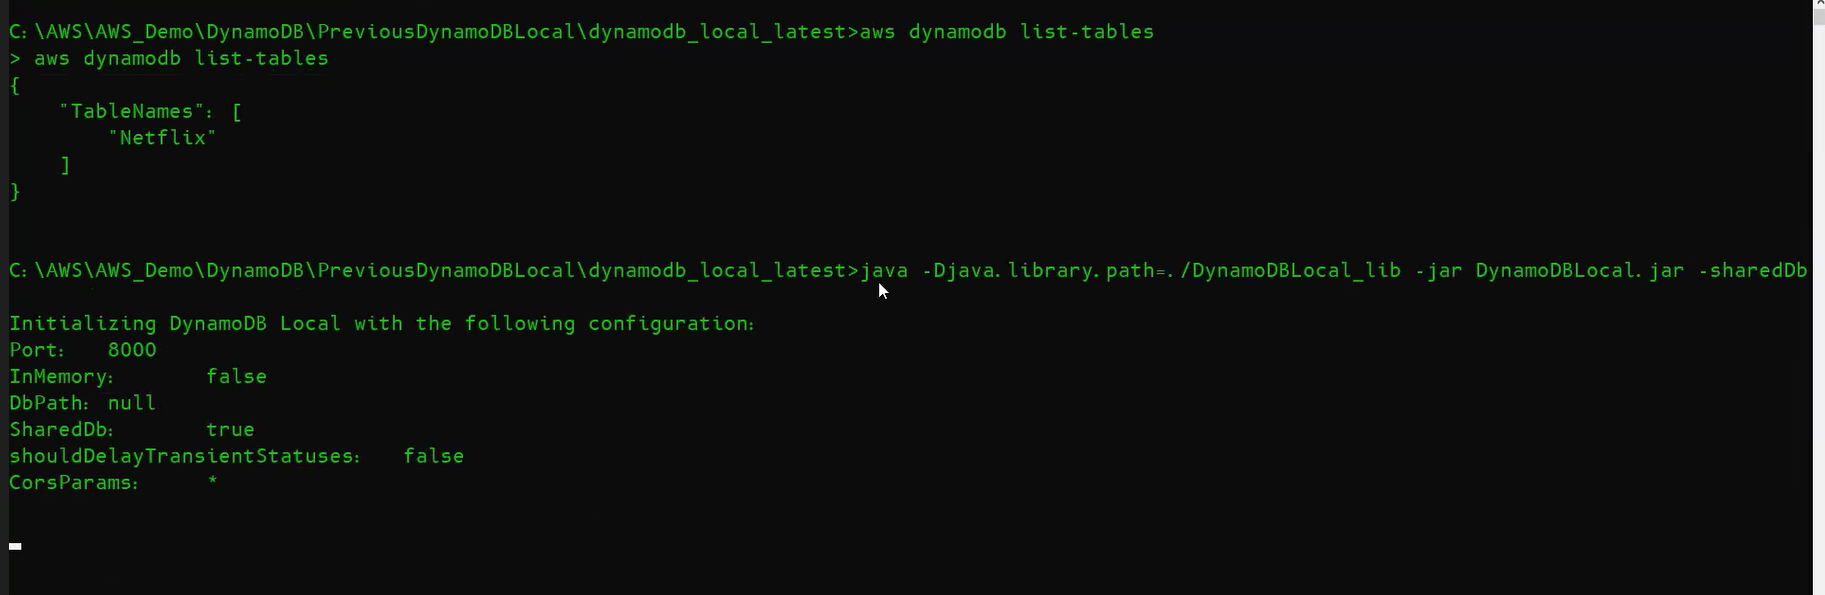 C:\AWS\AWS_Demo\DynamoDB\PreviousDynamoDBLocal\dynamodb_local_latest>aws dynamodb list-tables
> aws dynamodb list-tables
{
    "TableNames": [
        "Netflix"
    ]
}
C:\AWS\AWS_Demo\DynamoDB\PreviousDynamoDBLocal\dynamodb_local_latest>java -Djava.library.path=./DynamoDBLocal_lib -jar DynamoDBLocal.jar -sharedDb
Initializing DynamoDB Local with the following configuration:
Port:   8000
InMemory:       false
DbPath: null
SharedDb:       true
shouldDelayTransientStatuses:   false
CorsParams:     *